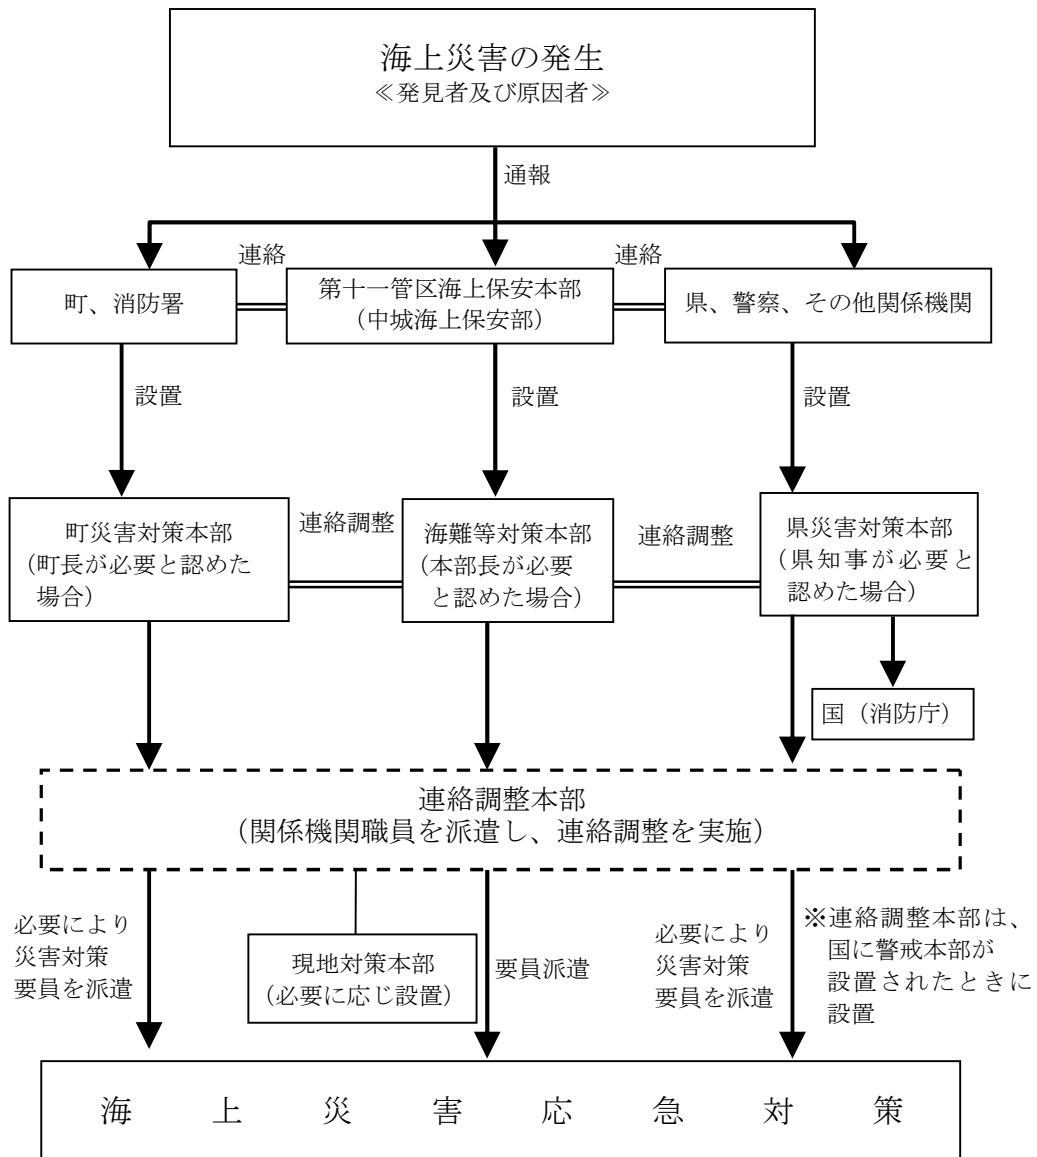 海上災害の発生
≪発見者及び原因者≫
通報
連絡
連絡
町、消防署
第十一管区海上保安本部
（中城海上保安部）
県、警察、その他関係機関
設置
設置
設置
町災害対策本部
（町長が必要と認めた
場合）
連絡調整
海難等対策本部
（本部長が必要
と認めた場合）
連絡調整
県災害対策本部
（県知事が必要と
認めた場合）
国（消防庁）
連絡調整本部
（関係機関職員を派遣し、連絡調整を実施）
必要により
災害対策
要員を派遣
現地対策本部
（必要に応じ設置）
要員派遣
必要により
災害対策
要員を派遣
※連絡調整本部は、
国に警戒本部が
設置されたときに
設置
海上災害応急対策